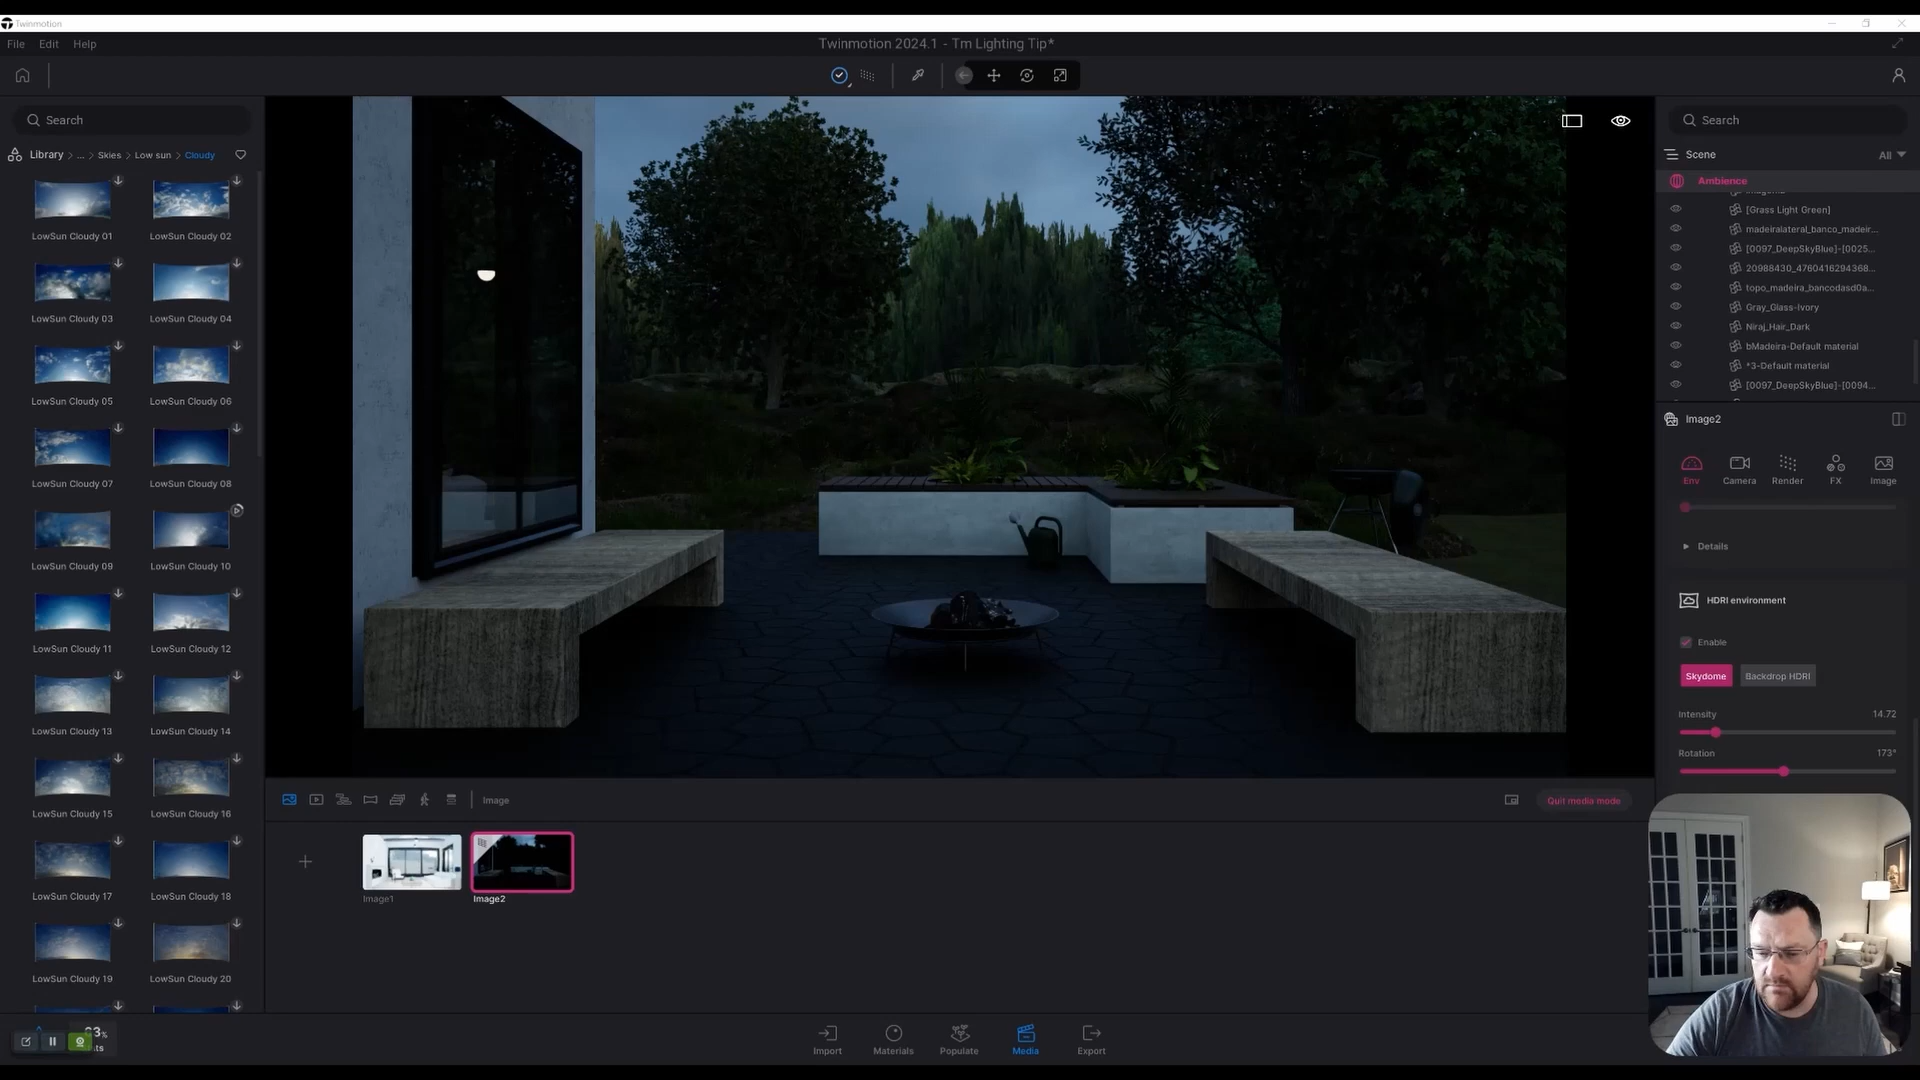 Twinmotion
File Edit Help
Twinmotion 2024.1 - Tm Lighting Tip*
Search
Library > ... > Skies > Low sun > Cloudy
LowSun Cloudy 01
LowSun Cloudy 02
LowSun Cloudy 03
LowSun Cloudy 04
LowSun Cloudy 05
LowSun Cloudy 06
LowSun Cloudy 07
LowSun Cloudy 08
LowSun Cloudy 09
LowSun Cloudy 10
LowSun Cloudy 11
LowSun Cloudy 12
LowSun Cloudy 13
LowSun Cloudy 14
LowSun Cloudy 15
LowSun Cloudy 16
LowSun Cloudy 17
LowSun Cloudy 18
LowSun Cloudy 19
LowSun Cloudy 20
Image
Quit media mode
Image1
Image2
Import
Materials
Populate
Media
Export
Search
Scene
All
Ambience
[Grass Light Green]
madeiralateral_banco_madeir...
[0097_DeepSkyBlue]-[0025...
20988430_4760416294368...
topo_madeira_bancodasd0a...
Gray_Glass-Ivory
Niraj_Hair_Dark
bMadeira-Default material
*3-Default material
[0097_DeepSkyBlue]-[0094...
Image2
Env
Camera
Render
FX
Image
Details
HDRI environment
Enable
Skydome
Backdrop HDRI
Intensity 14.72
Rotation 173°